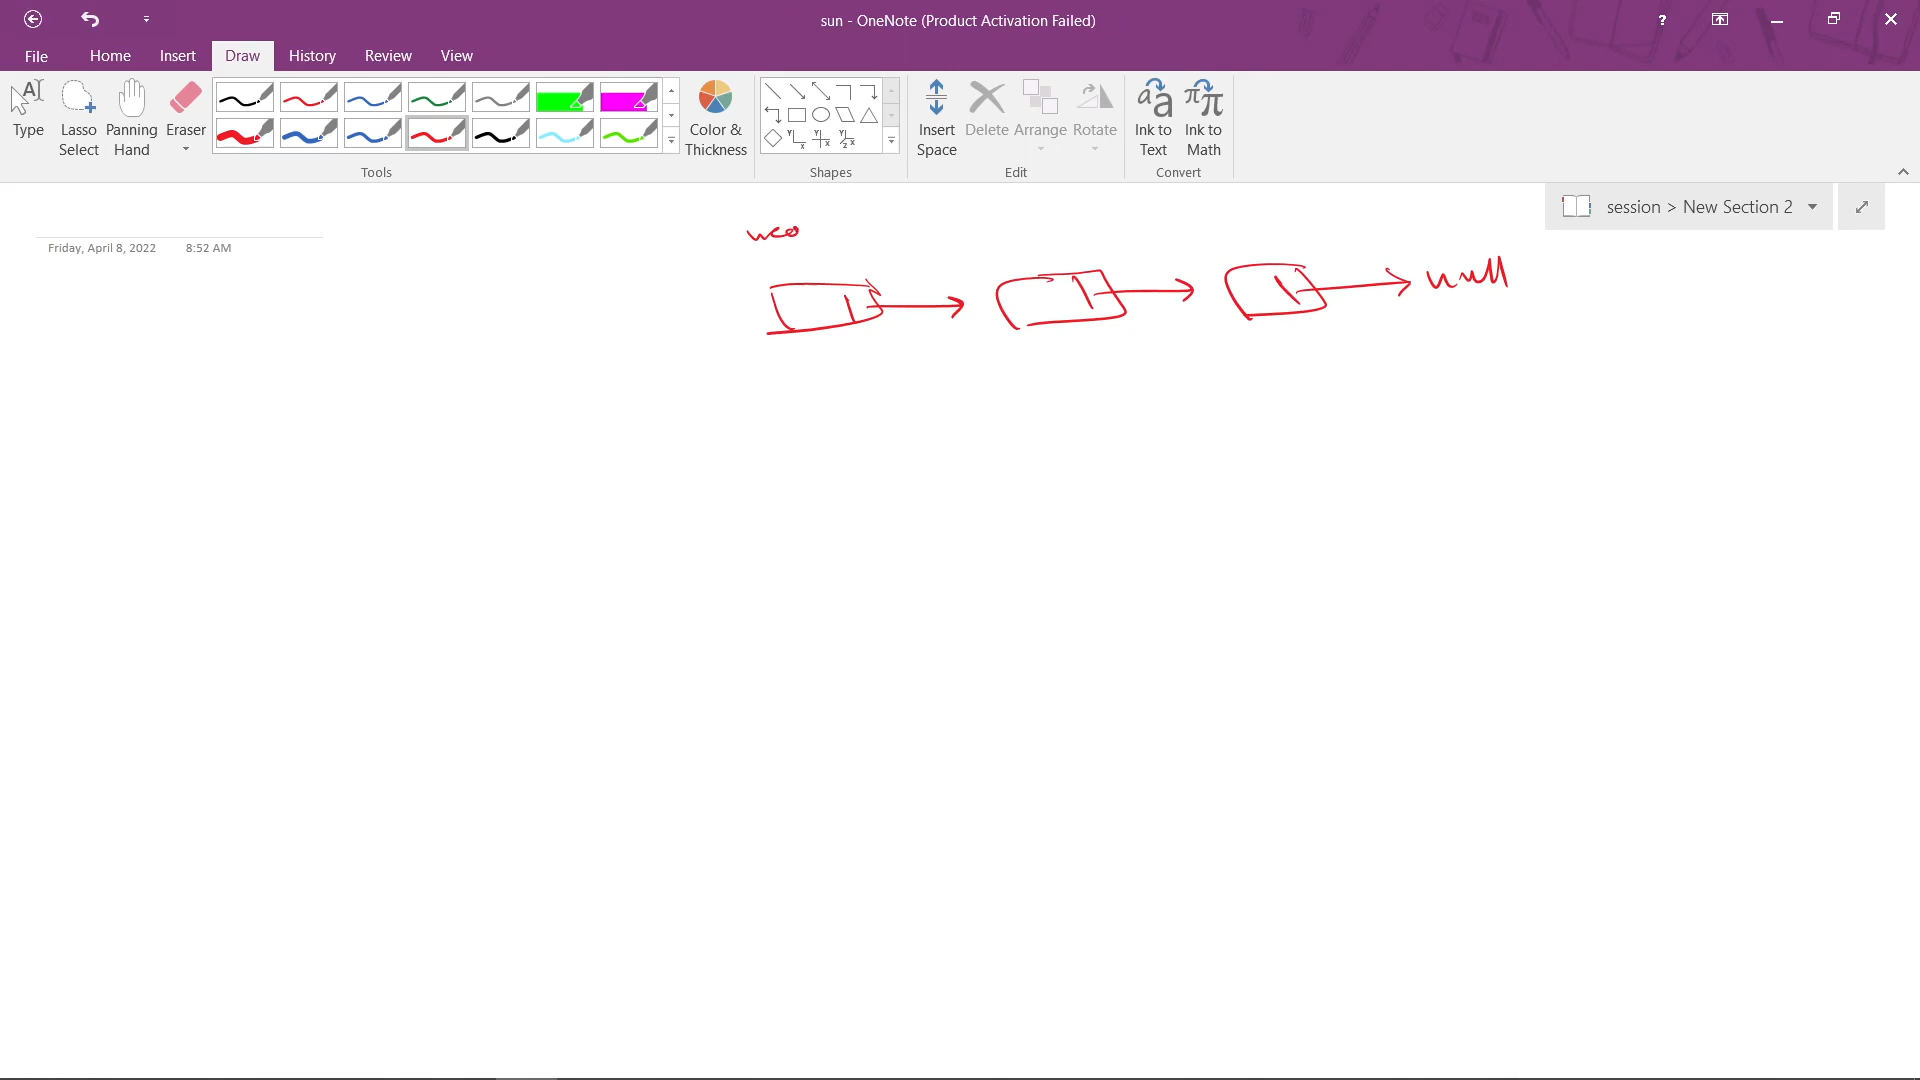 sun - OneNote (Product Activation Failed)
?
File Home Insert Draw History Review View
Type
Lasso Select
Panning Hand
Eraser
Color & Thickness
Insert Space
Delete
Arrange
Rotate
Ink to Text
Ink to Math
Tools
Shapes
Edit
Convert
session > New Section 2
Friday, April 8, 2022 8:52 AM
null